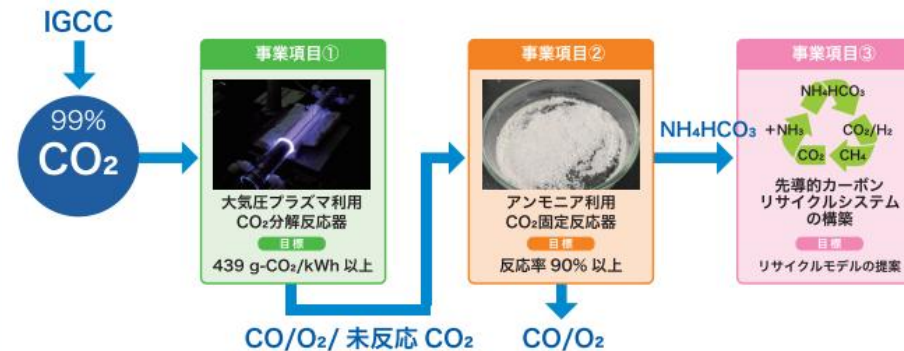 IGCC
99%
CO₂
事業項目①
大気圧プラズマ利用
CO₂分解反応器
目標
439 g-CO₂/kWh 以上
CO/O₂/ 未反応 CO₂
事業項目②
アンモニア利用
CO₂固定反応器
目標
反応率 90% 以上
CO/O₂
NH₄HCO₃
事業項目③
NH₄HCO₃
+NH₃
CO₂/H₂
CO₂
CH₄
先導的カーボン
リサイクルシステム
の構築
目標
リサイクルモデルの提案